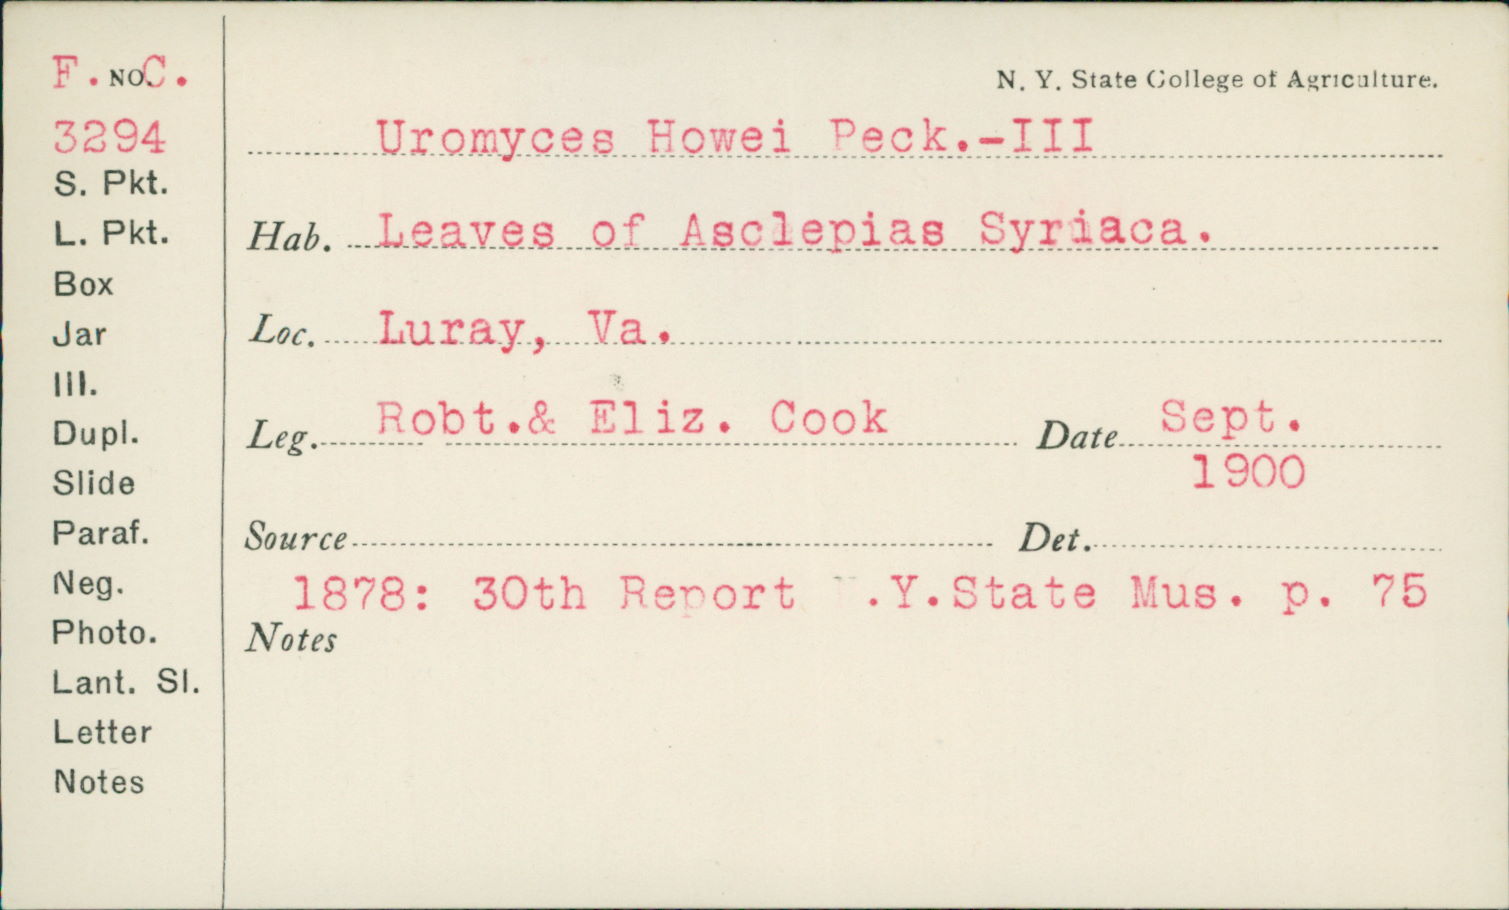 F. NO. C.
3294
S. Pkt.
L. Pkt.
Box
Jar
Ill.
Dupl.
Slide
Paraf.
Neg.
Photo.
Lant. Sl.
Letter
Notes
N. Y. State College of Agriculture.
Uromyces Howei Peck.-III
Hab. Leaves of Asclepias Syriaca.
Loc. Luray, Va.
Leg. Robt.& Eliz. Cook Date Sept.
1900
Source Det.
1878: 30th Report N.Y.State Mus. p. 75
Notes